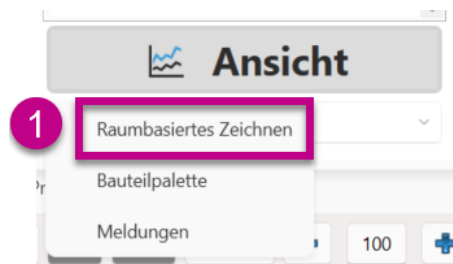 Ansicht
1
Raumbasiertes Zeichnen
Bauteilpalette
Meldungen
100